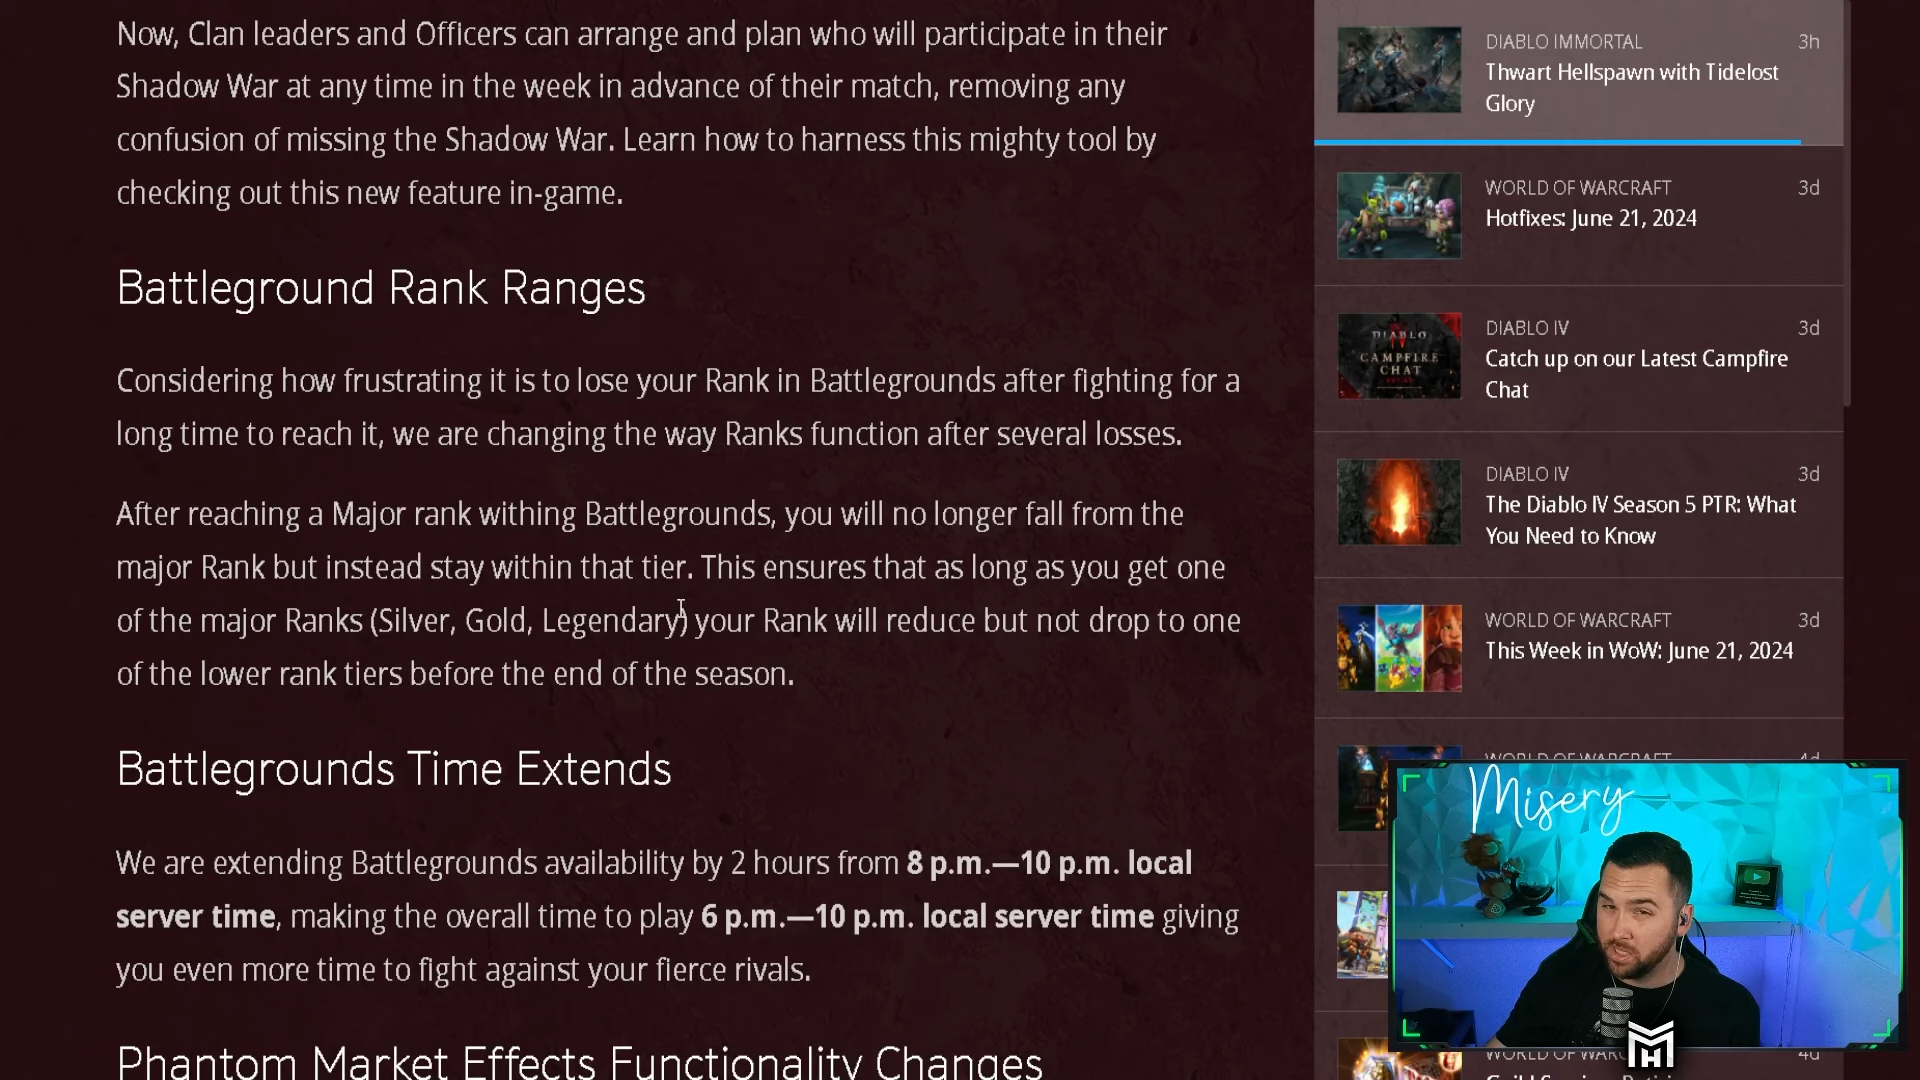 Now, Clan leaders and Officers can arrange and plan who will participate in their
Shadow War at any time in the week in advance of their match, removing any
confusion of missing the Shadow War. Learn how to harness this mighty tool by
checking out this new feature in-game.
Battleground Rank Ranges
Considering how frustrating it is to lose your Rank in Battlegrounds after fighting for a
long time to reach it, we are changing the way Ranks function after several losses.
After reaching a Major rank withing Battlegrounds, you will no longer fall from the
major Rank but instead stay within that tier. This ensures that as long as you get one
of the major Ranks (Silver, Gold, Legendary) your Rank will reduce but not drop to one
of the lower rank tiers before the end of the season.
Battlegrounds Time Extends
We are extending Battlegrounds availability by 2 hours from 8 p.m.—10 p.m. local
server time, making the overall time to play 6 p.m.—10 p.m. local server time giving
you even more time to fight against your fierce rivals.
Phantom Market Effects Functionality Changes
DIABLO IMMORTAL 3h
Thwart Hellspawn with Tidelost
Glory
WORLD OF WARCRAFT 3d
Hotfixes: June 21, 2024
DIABLO IV 3d
Catch up on our Latest Campfire
Chat
DIABLO
CAMPFIRE
CHAT
DIABLO IV 3d
The Diablo IV Season 5 PTR: What
You Need to Know
WORLD OF WARCRAFT 3d
This Week in WoW: June 21, 2024
WORLD OF WARCRAFT 4d
Misery
WORLD OF 4d